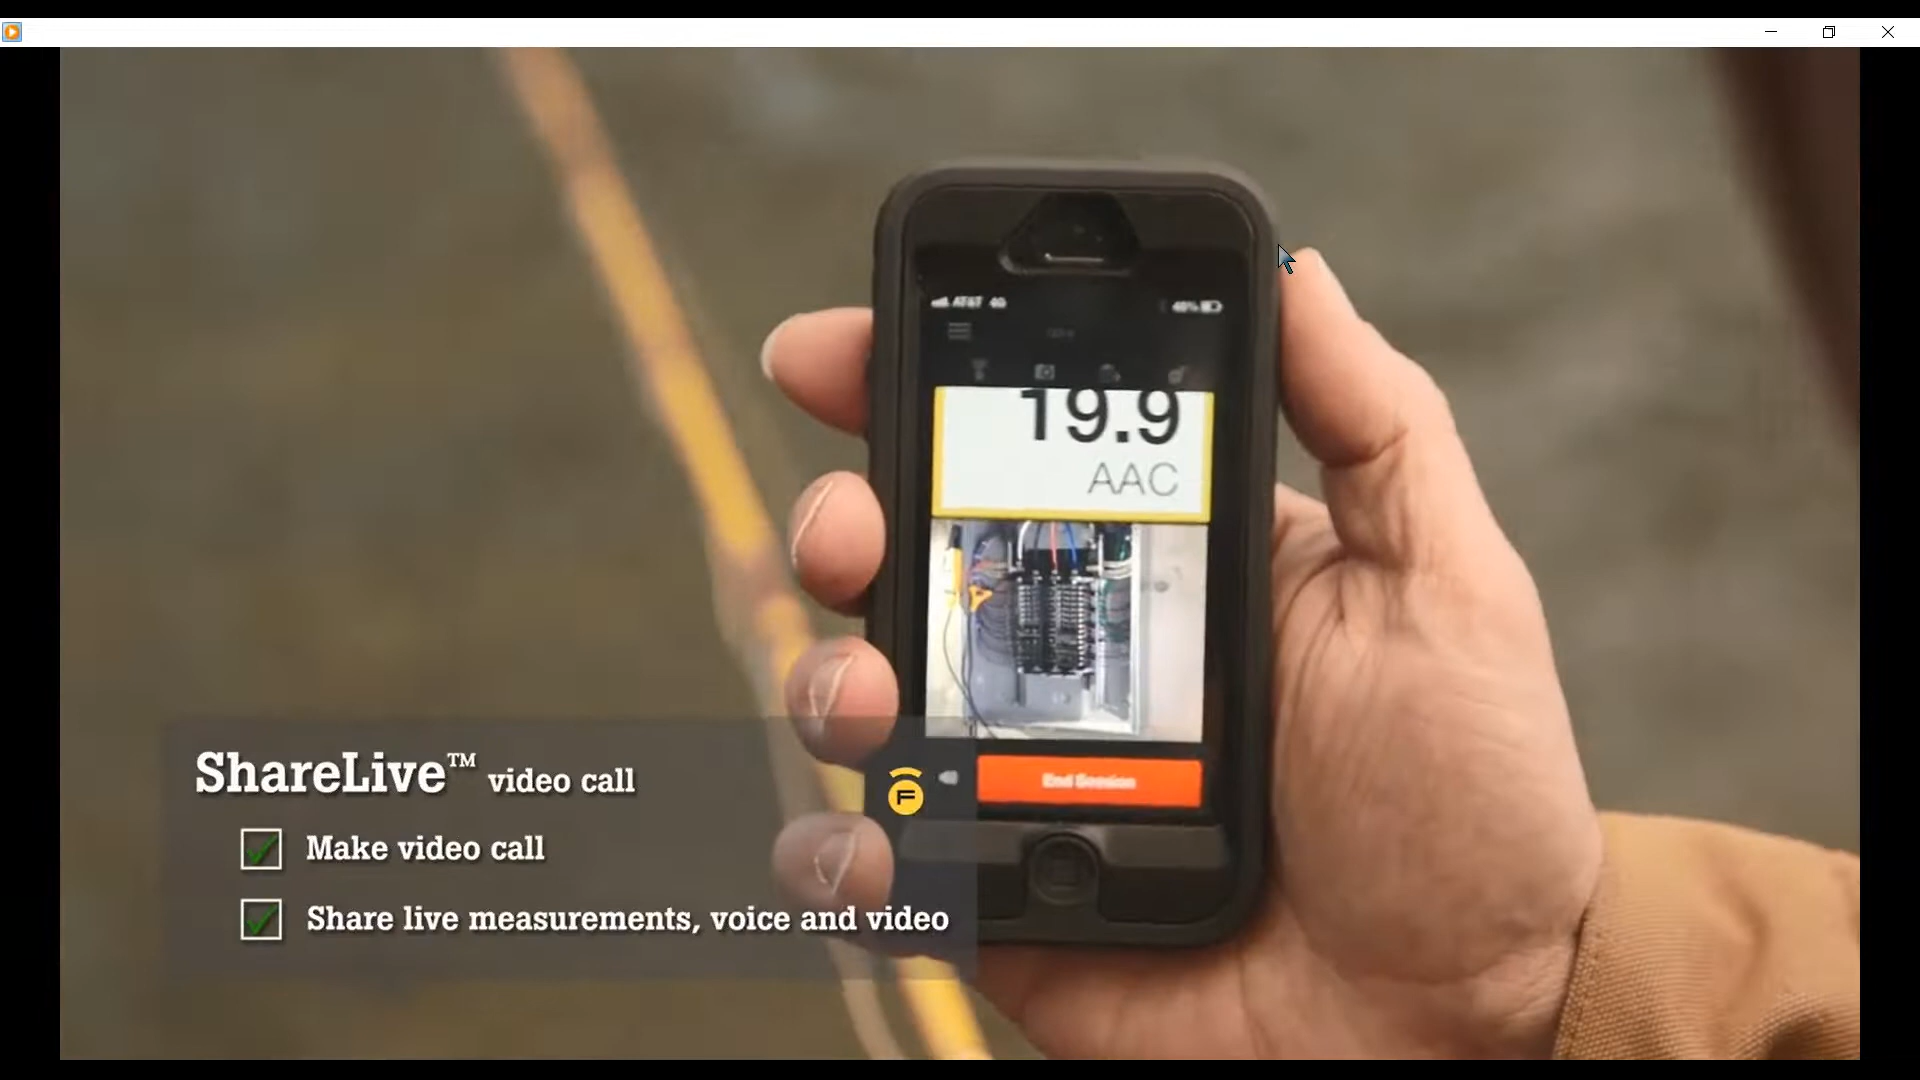 AT&T 4G
48%
19.9
AAC
End Session
ShareLive™ video call
F
Make video call
Share live measurements, voice and video